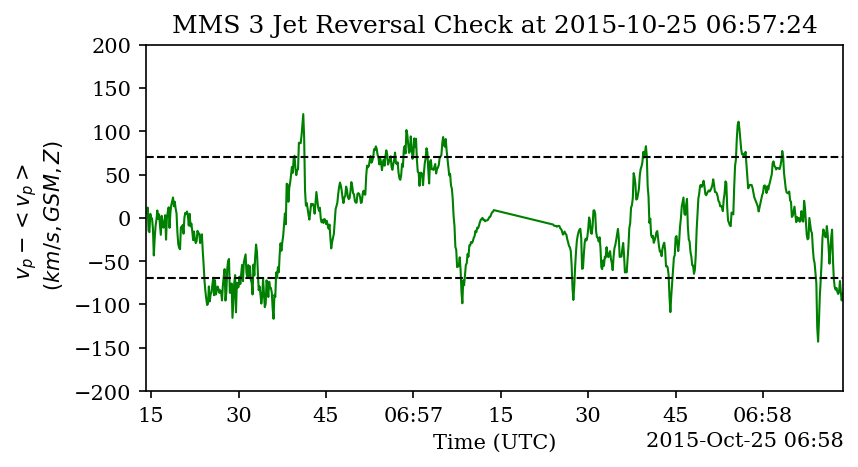 MMS 3 Jet Reversal Check at 2015-10-25 06:57:24
200
150
100
50
0
−50
−100
−150
−200
v_p − < v_p >
(km/s, GSM, Z)
15 30 45 06:57 15 30 45 06:58
Time (UTC)
2015-Oct-25 06:58